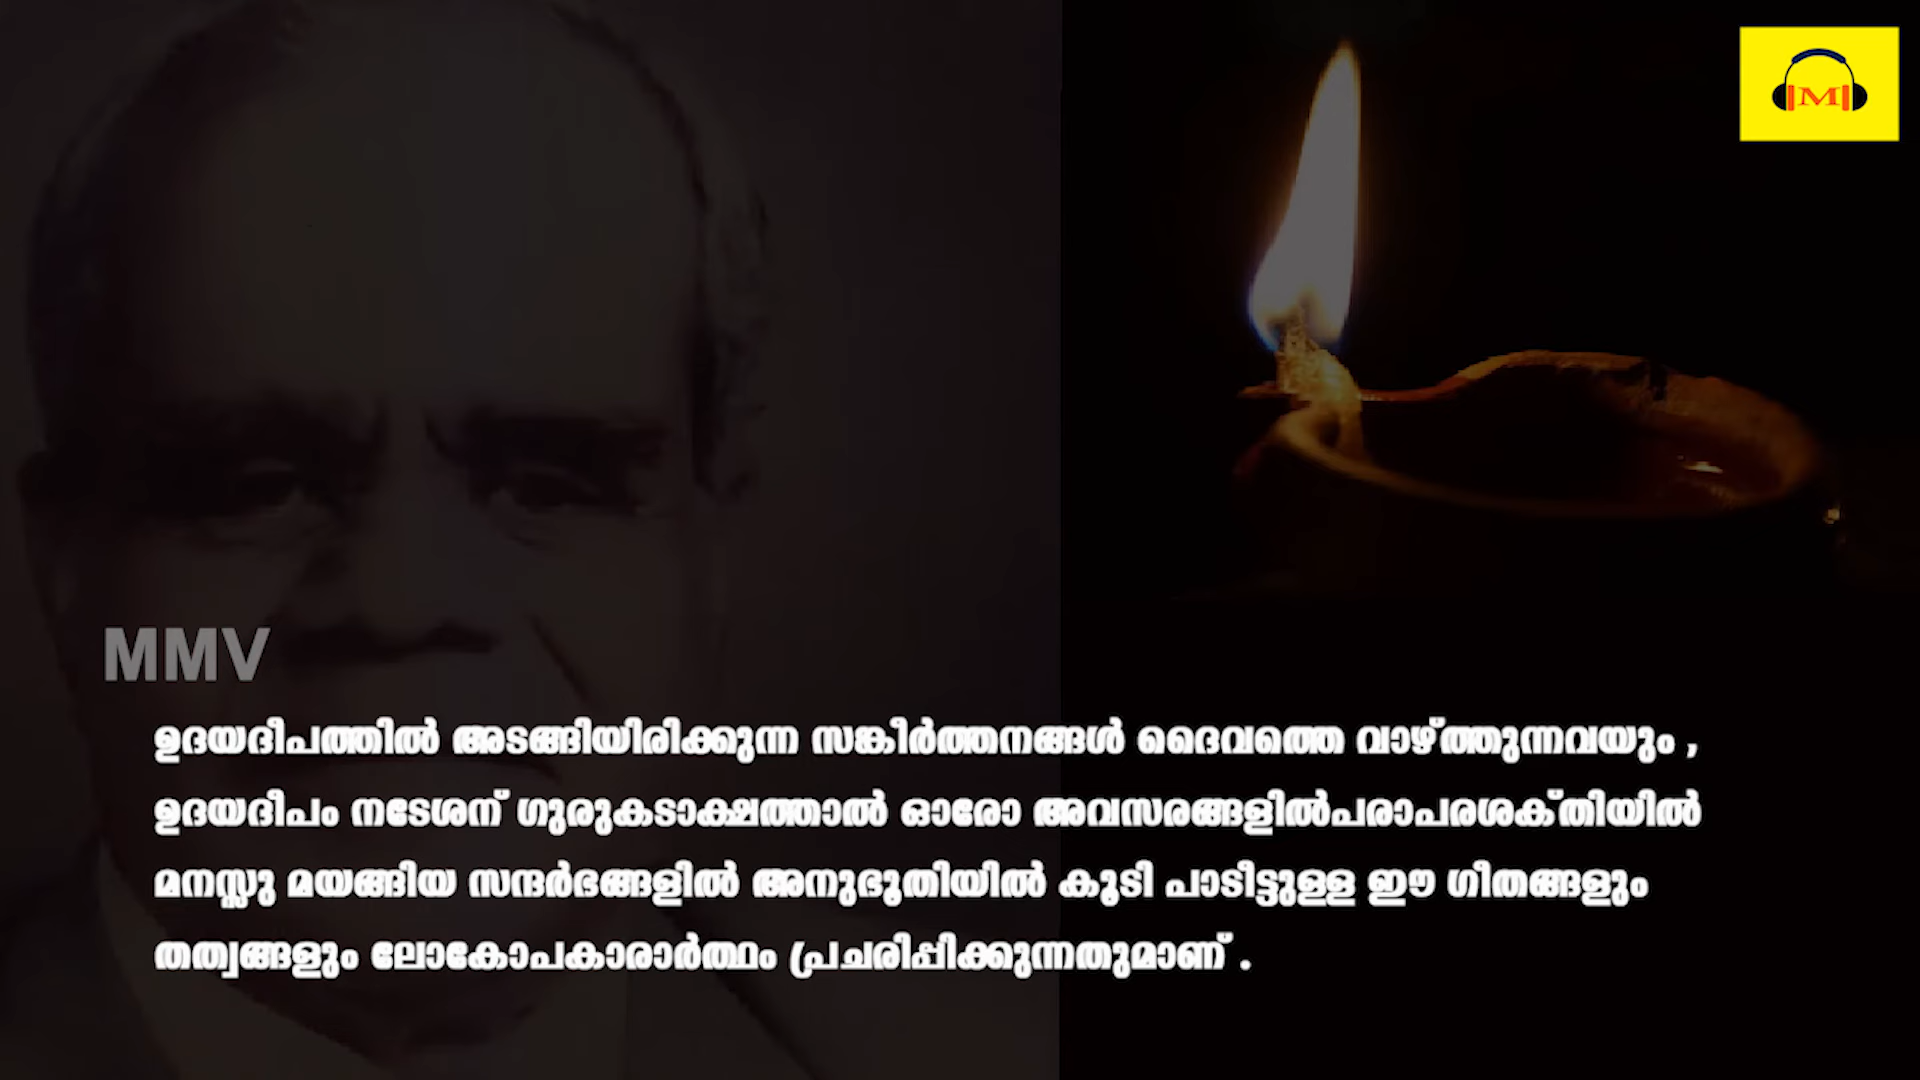 M
MMV
ഉദയദീപത്തിൽ അടങ്ങിയിരിക്കുന്ന സങ്കീർത്തനങ്ങൾ ദൈവത്തെ വാഴ്ത്തുന്നവയും ,
ഉദയദീപം നടേശന് ഗുരുകടാക്ഷത്താൽ ഓരോ അവസരങ്ങളിൽപരാപരശക്തിയിൽ
മനസ്സു മയങ്ങിയ സന്ദർഭങ്ങളിൽ അനുഭൂതിയിൽ കൂടി പാടിട്ടുളള ഈ ഗീതങ്ങളും
തത്വങ്ങളും ലോകോപകാരാർത്ഥം പ്രചരിപ്പിക്കുന്നതുമാണ് .